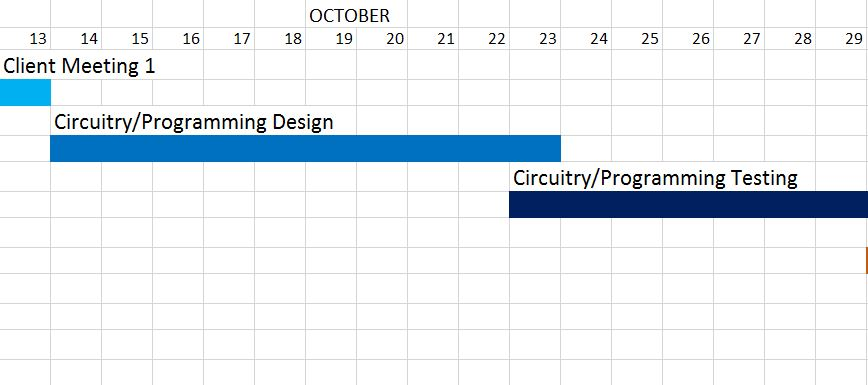 OCTOBER
13 14 15 16 17 18 19 20 21 22 23 24 25 26 27 28 29
Client Meeting 1
Circuitry/Programming Design
Circuitry/Programming Testing